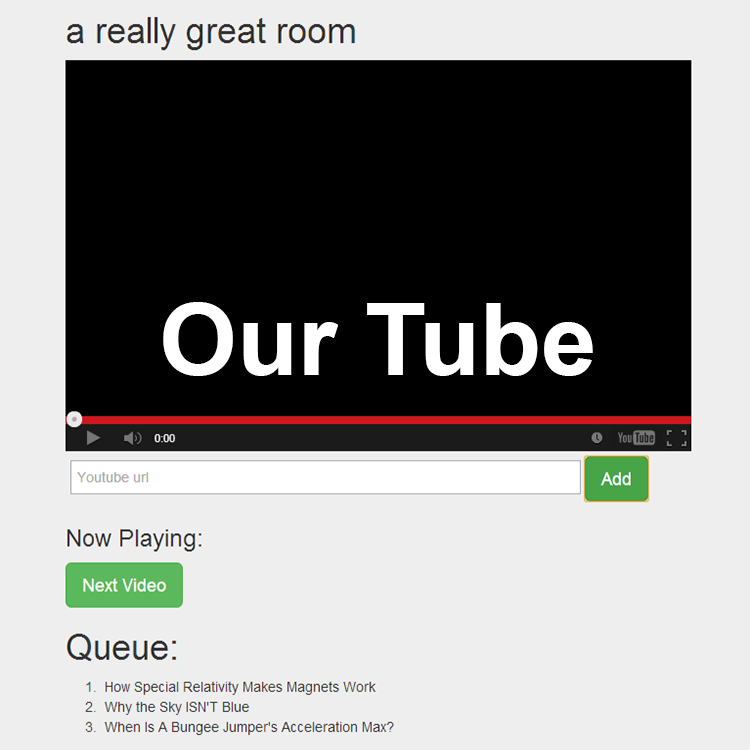 a really great room
Our Tube
0:00
YouTube
Youtube url
Add
Now Playing:
Next Video
Queue:
1. How Special Relativity Makes Magnets Work
2. Why the Sky ISN'T Blue
3. When Is A Bungee Jumper's Acceleration Max?